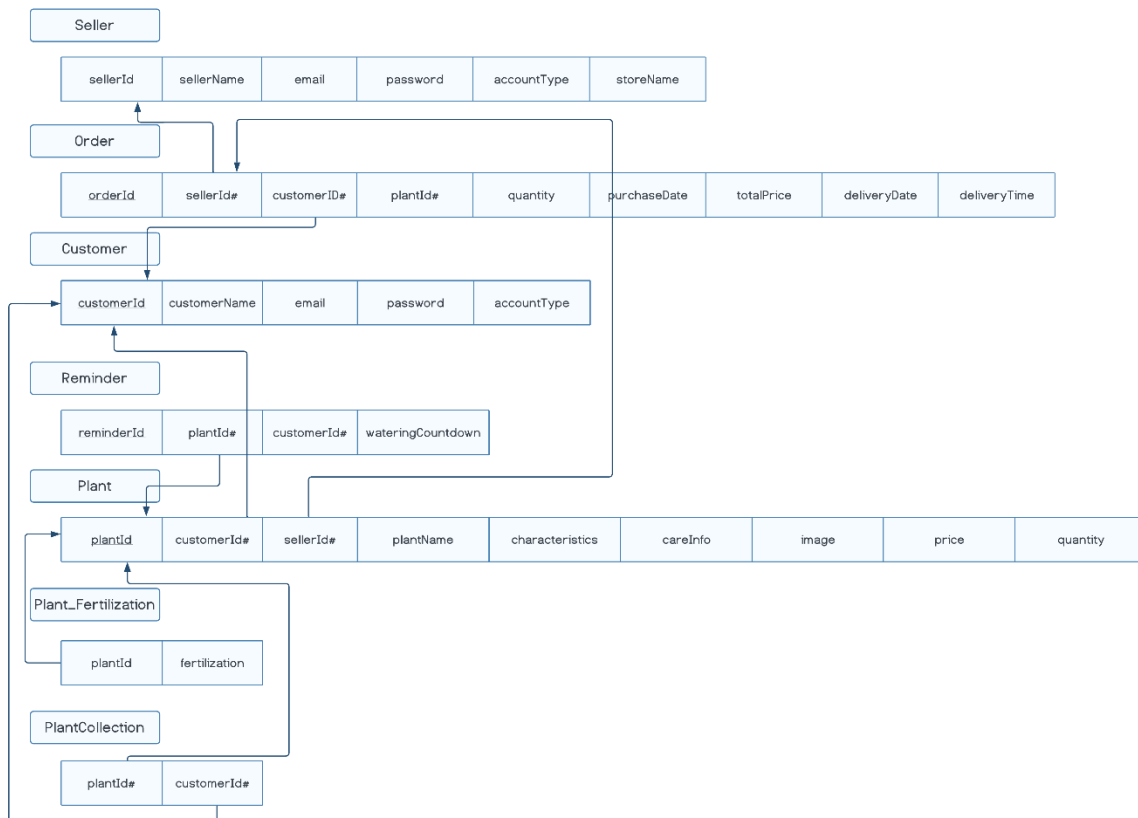 Seller
sellerId sellerName email password accountType storeName
Order
orderId sellerId# customerID# plantId# quantity purchaseDate totalPrice deliveryDate deliveryTime
Customer
customerId customerName email password accountType
Reminder
reminderId plantId# customerId# wateringCountdown
Plant
plantId customerId# sellerId# plantName characteristics careInfo image price quantity
Plant_Fertilization
plantId fertilization
PlantCollection
plantId# customerId#